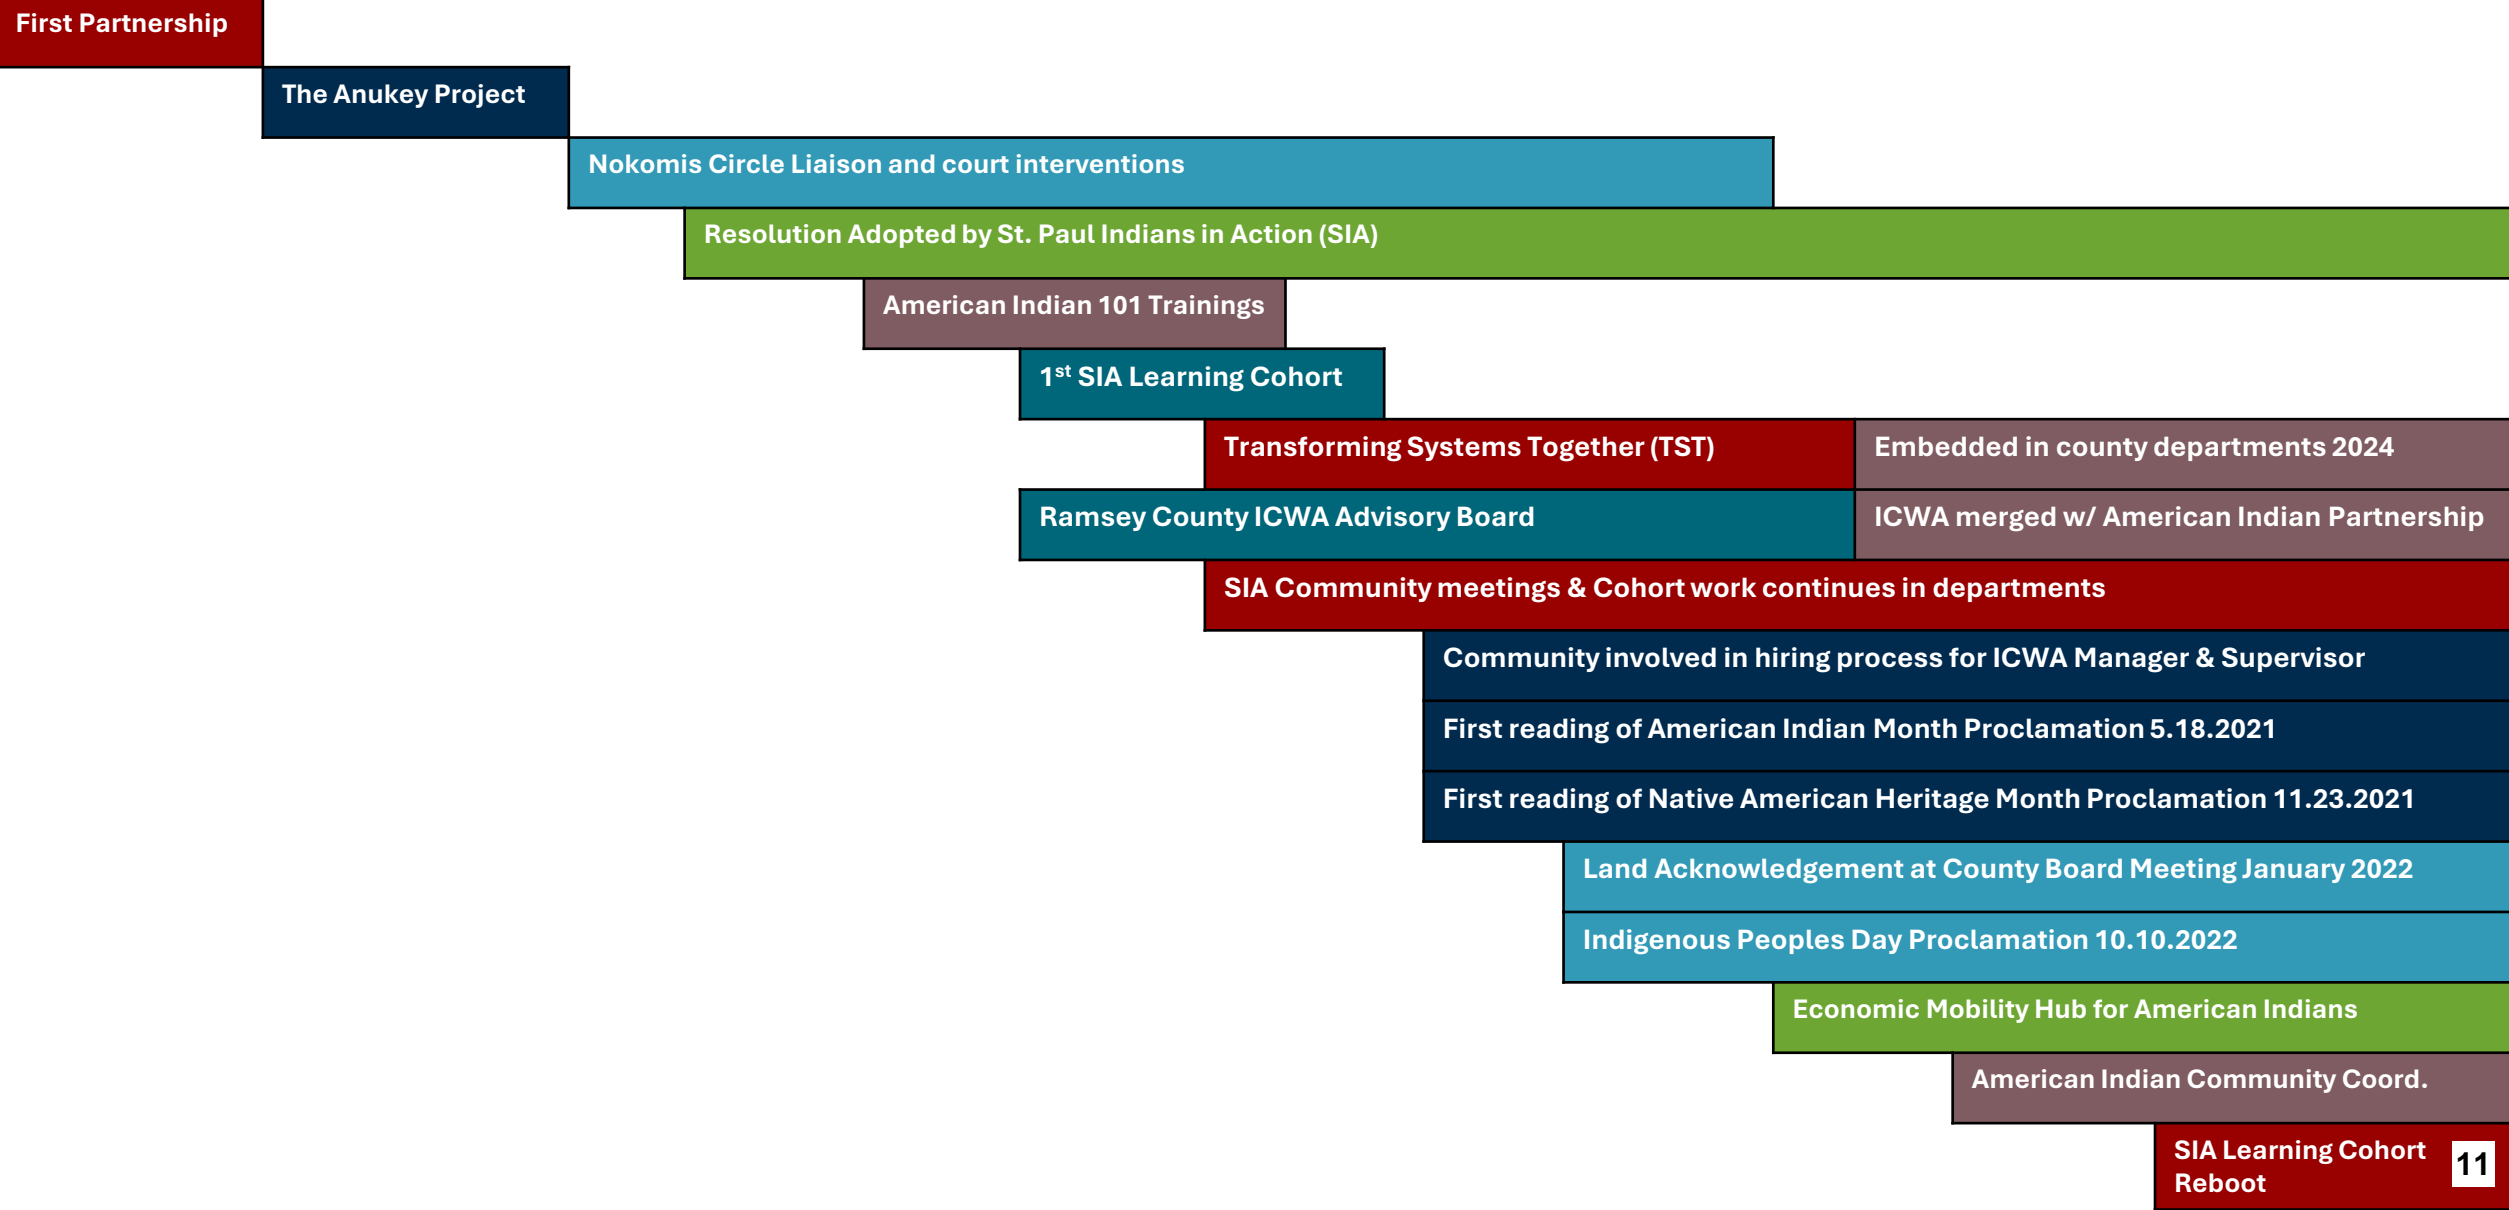 First Partnership
The Anukey Project
Nokomis Circle Liaison and court interventions
Resolution Adopted by St. Paul Indians in Action (SIA)
American Indian 101 Trainings
1st SIA Learning Cohort
Transforming Systems Together (TST)
Embedded in county departments 2024
Ramsey County ICWA Advisory Board
ICWA merged w/ American Indian Partnership
SIA Community meetings & Cohort work continues in departments
Community involved in hiring process for ICWA Manager & Supervisor
First reading of American Indian Month Proclamation 5.18.2021
First reading of Native American Heritage Month Proclamation 11.23.2021
Land Acknowledgement at County Board Meeting January 2022
Indigenous Peoples Day Proclamation 10.10.2022
Economic Mobility Hub for American Indians
American Indian Community Coord.
SIA Learning Cohort
Reboot
11